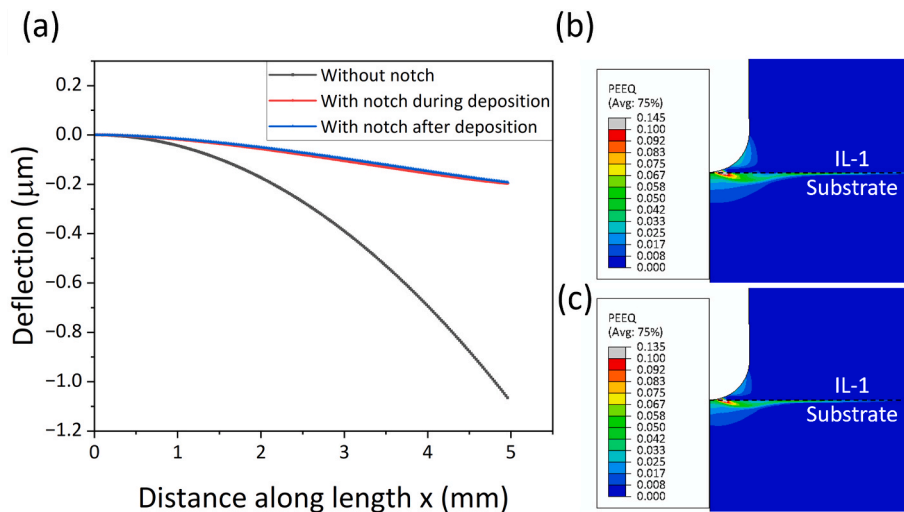 (a)
Deflection (μm)
0.2
0.0
−0.2
−0.4
−0.6
−0.8
−1.0
−1.2
Without notch
With notch during deposition
With notch after deposition
0 1 2 3 4 5
Distance along length x (mm)
(b)
PEEQ
(Avg: 75%)
0.145
0.100
0.092
0.083
0.075
0.067
0.058
0.050
0.042
0.033
0.025
0.017
0.008
0.000
IL-1
Substrate
(c)
PEEQ
(Avg: 75%)
0.135
0.100
0.092
0.083
0.075
0.067
0.058
0.050
0.042
0.033
0.025
0.017
0.008
0.000
IL-1
Substrate